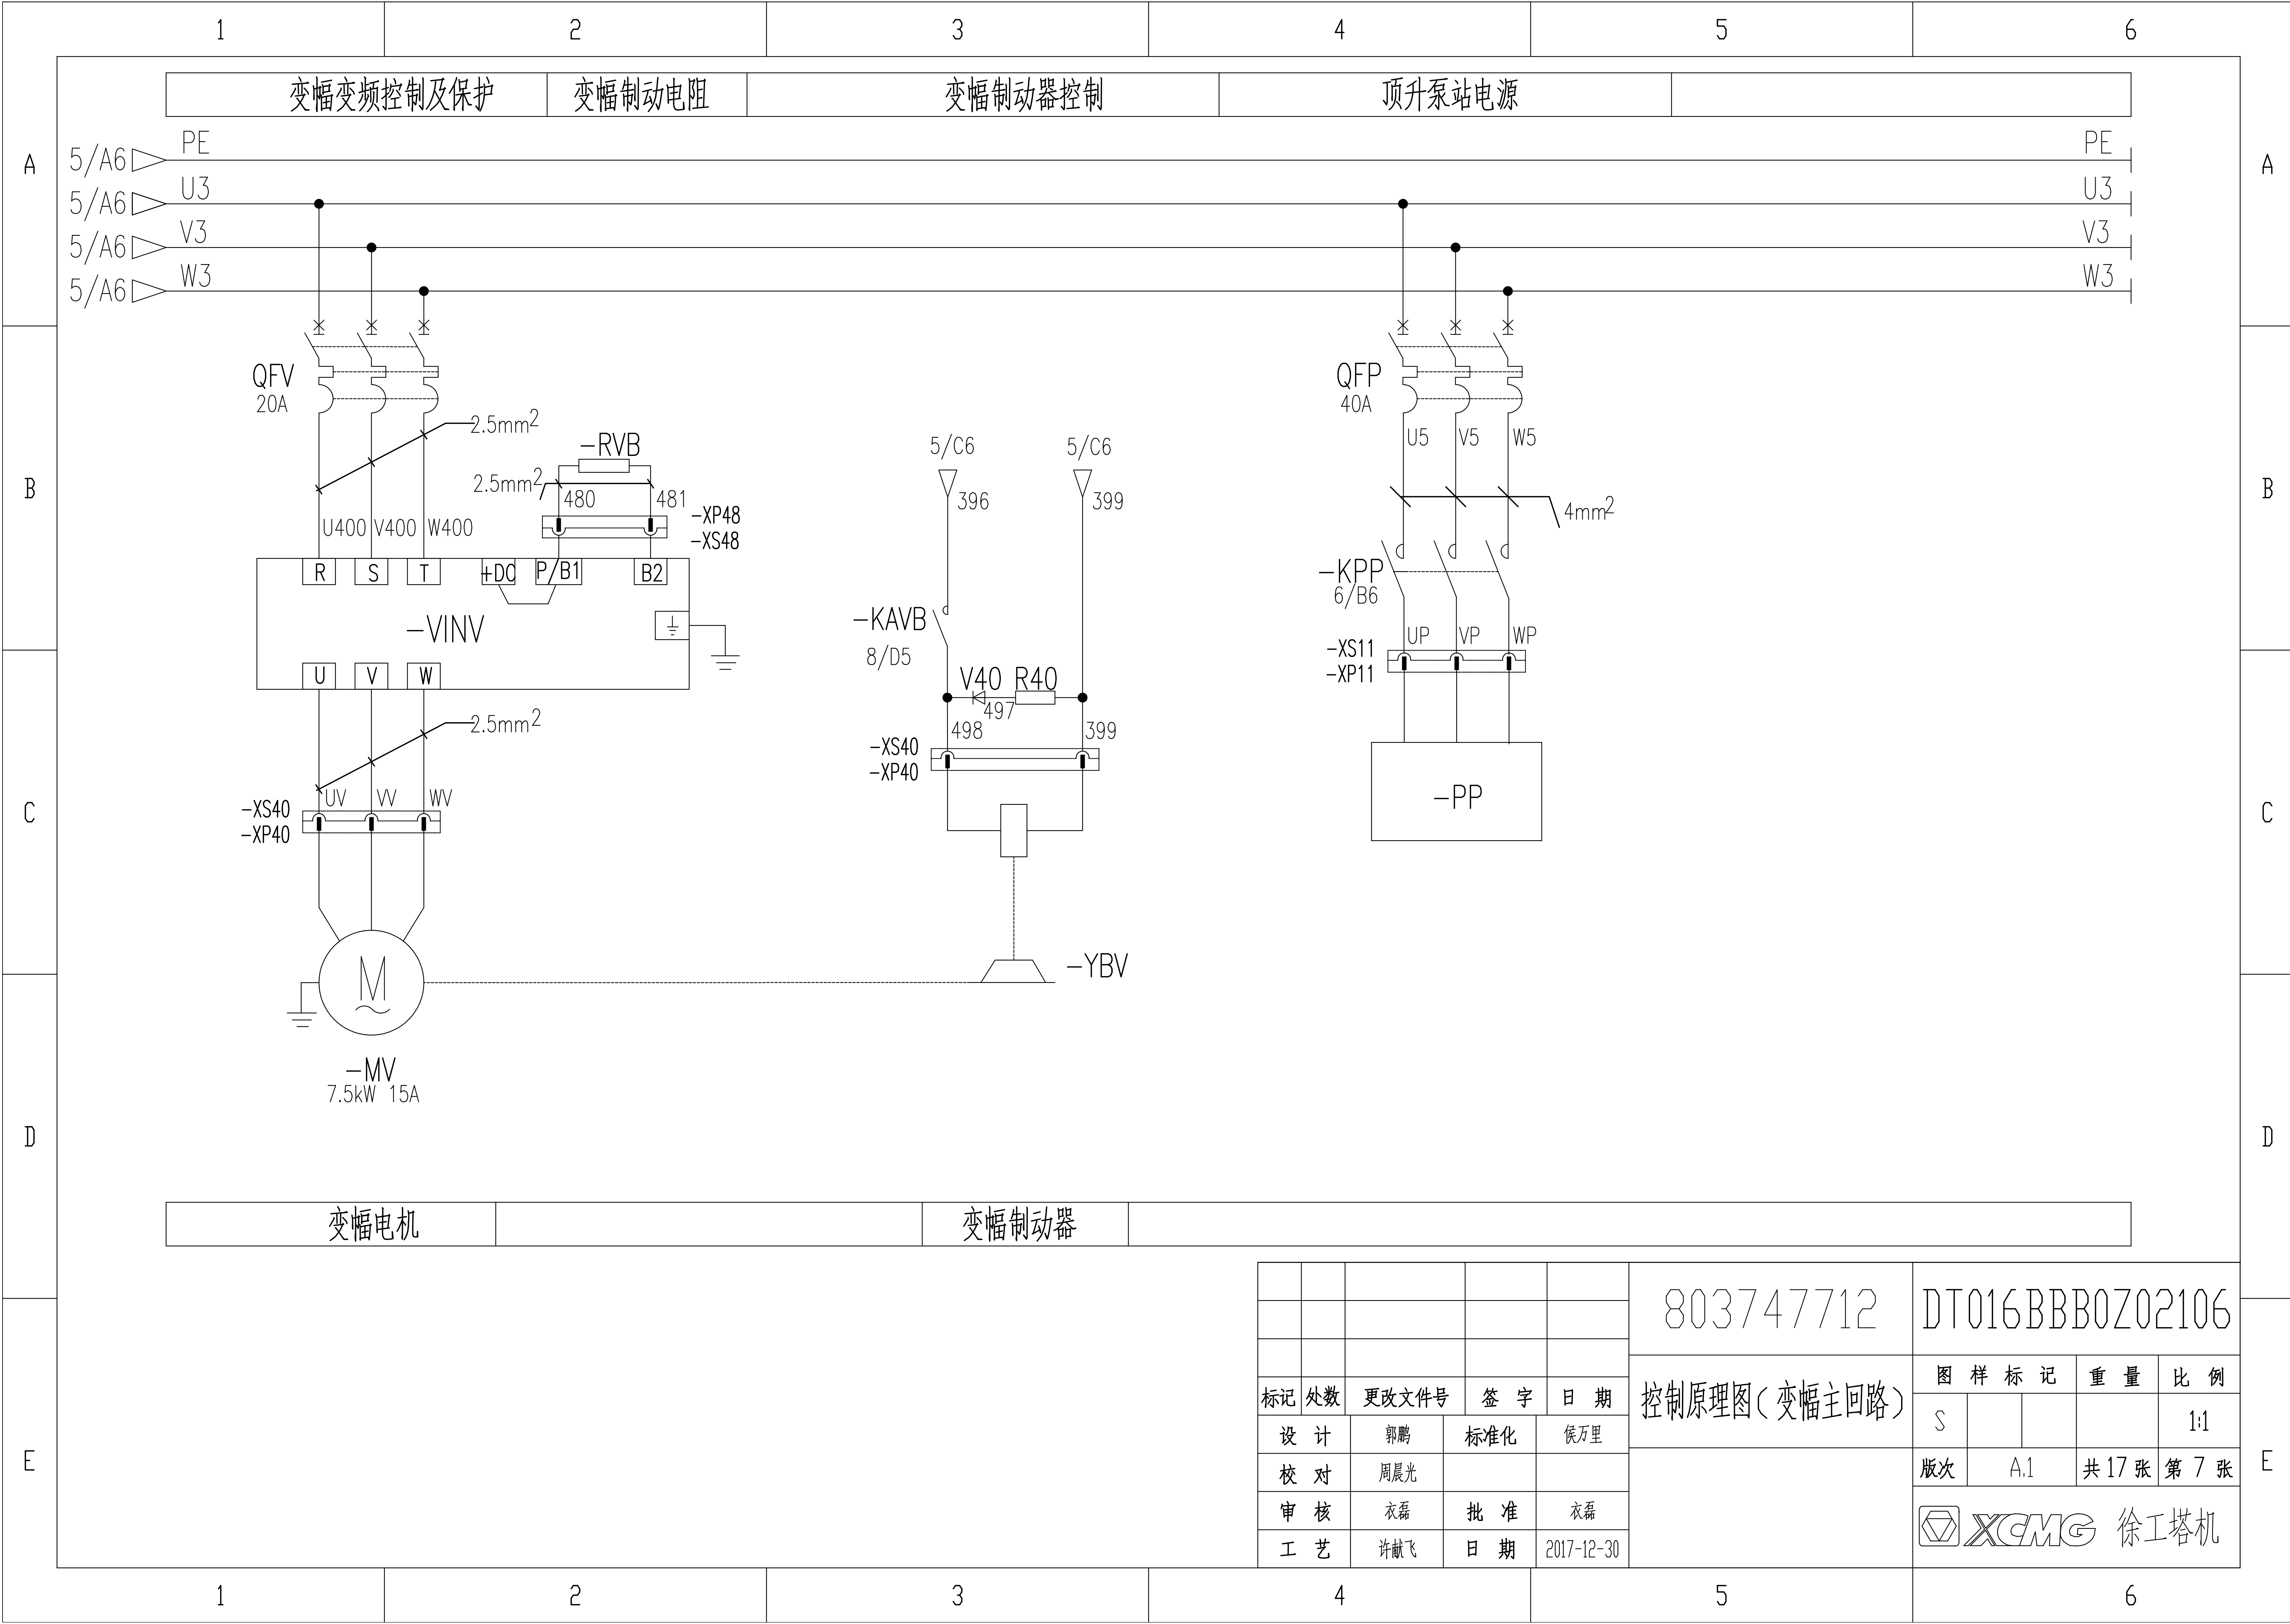 1 2 3 4 5 6
变幅变频控制及保护 变幅制动电阻 变幅制动器控制 顶升泵站电源
A 5/A6 PE PE A
5/A6 U3 U3
5/A6 V3 V3
5/A6 W3 W3
QFV
20A
QFP
40A
2.5mm2
U5 V5 W5
-RVB
5/C6 5/C6
2.5mm2
480 481
396 399
B B
-XP48
-XS48
4mm2
U400 V400 W400
R S T +DC P/B1 B2
-KPP
6/B6
-VINV
-KAVB
8/D5
UP VP WP
-XS11
-XP11
U V W
V40 R40
497
2.5mm2
498 399
-XS40
-XP40
UV VV WV
-XS40
-XP40
-PP
C C
M
~
-YBV
-MV
7.5kW 15A
D D
变幅电机 变幅制动器
803747712 DT016BBB0Z02106
标记 处数 更改文件号 签 字 日 期
控制原理图(变幅主回路)
图 样 标 记 重 量 比 例
S 1:1
设 计 郭鹏 标准化 侯万里
校 对 周晨光
版次 A.1 共 17 张 第 7 张
审 核 衣磊 批 准 衣磊
工 艺 许献飞 日 期 2017-12-30
XCMG 徐工塔机
E E
1 2 3 4 5 6